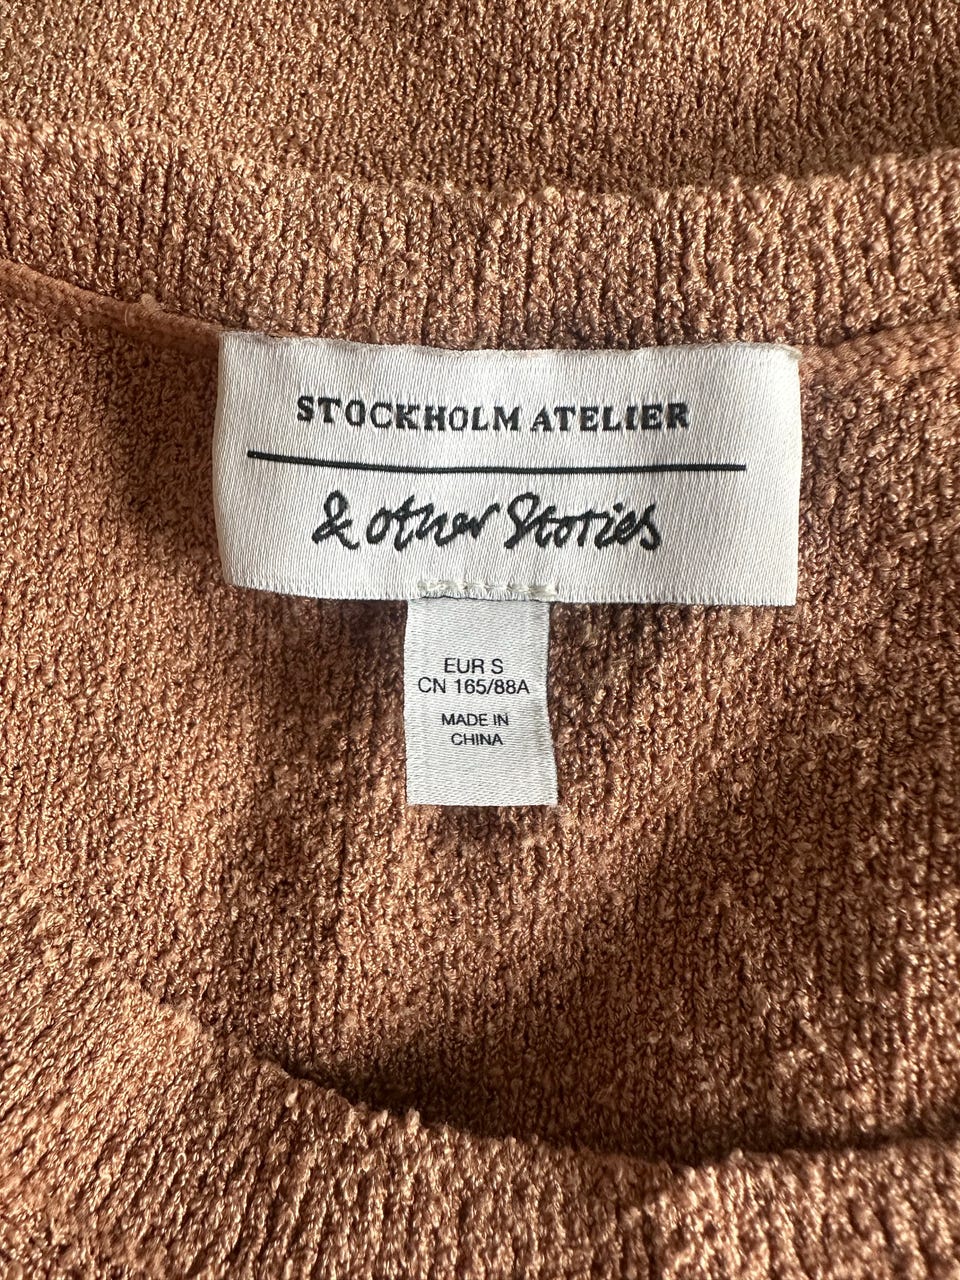 STOCKHOLM ATELIER
& other Stories
EUR S
CN 165/88A
MADE IN
CHINA